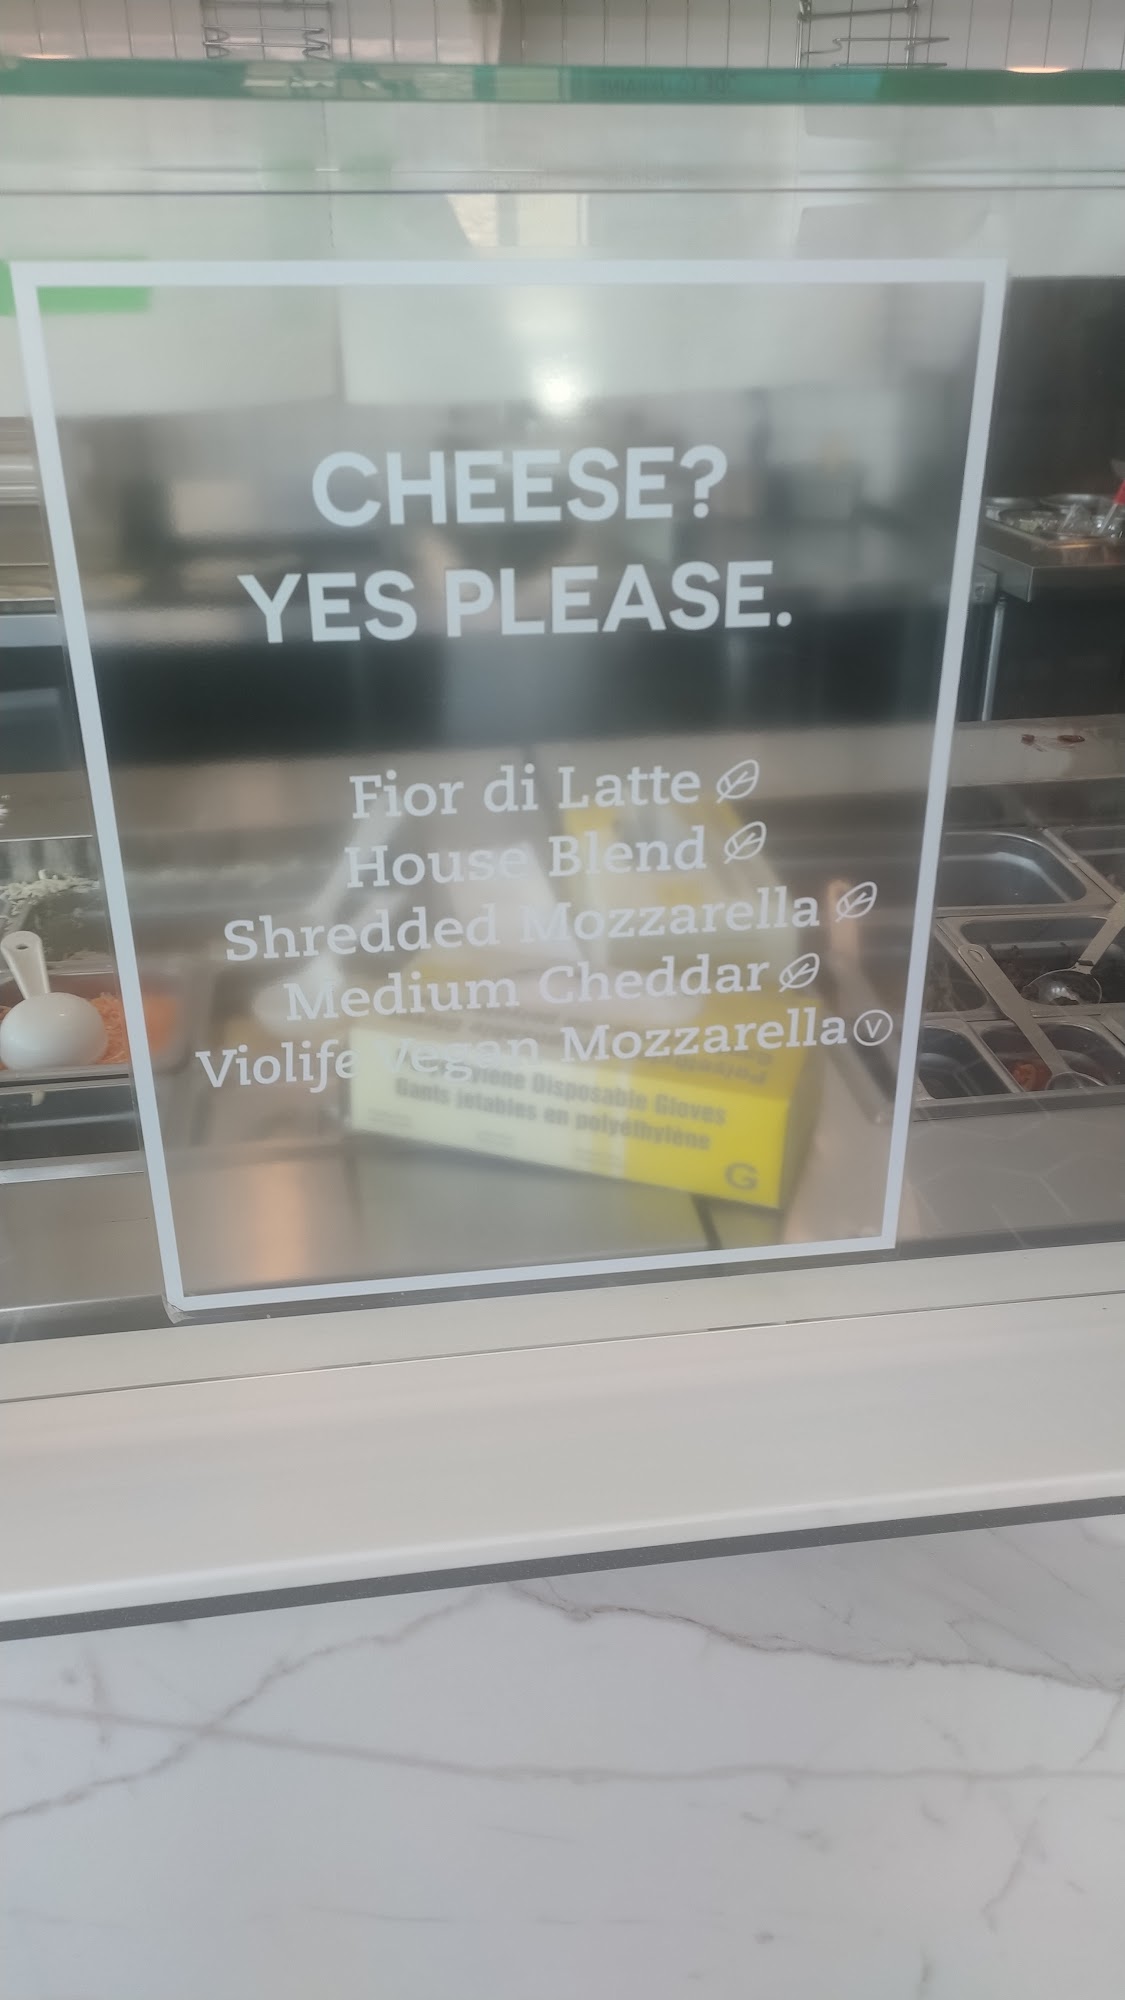 CHEESE?
YES PLEASE.
Fior di Latte
House Blend
Shredded Mozzarella
Medium Cheddar
Violife Vegan Mozzarella V
Disposable Gloves
Gants jetables en polyéthylène
G